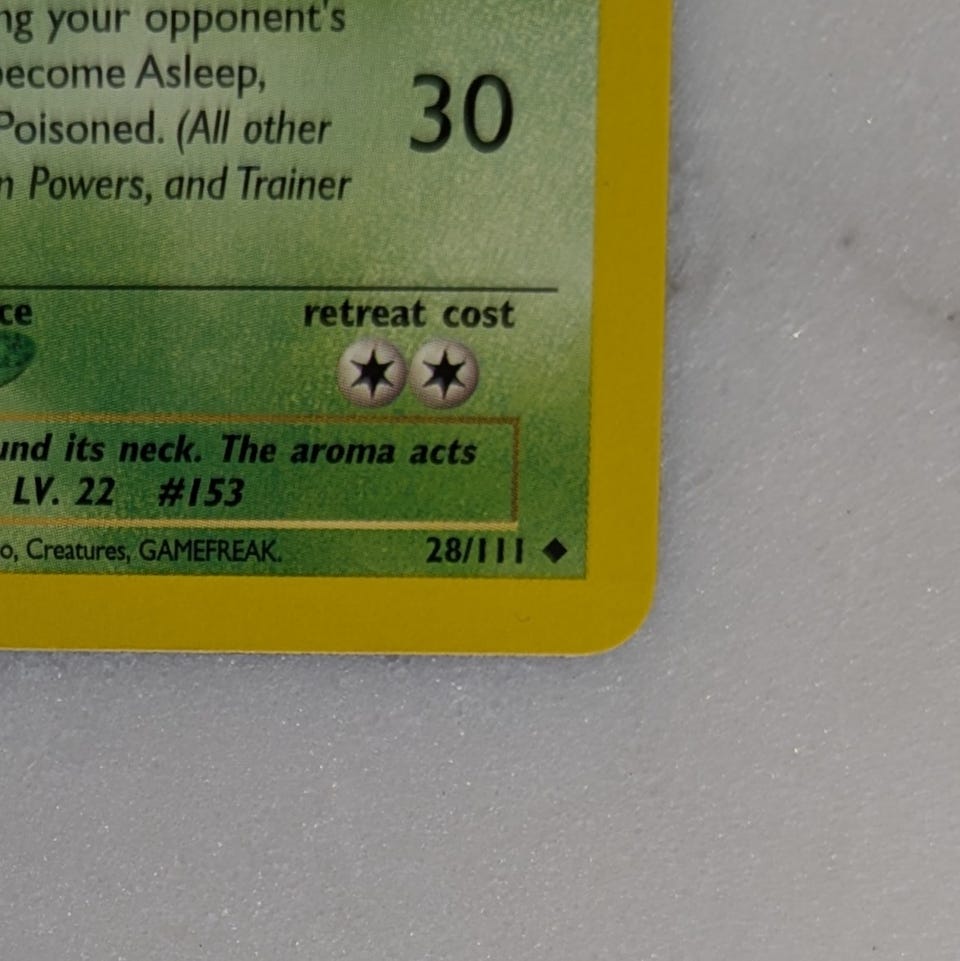 ng your opponent's
ecome Asleep,
Poisoned. (All other
30
n Powers, and Trainer
ce
retreat cost
und its neck. The aroma acts
LV. 22 #153
o, Creatures, GAMEFREAK.
28/111